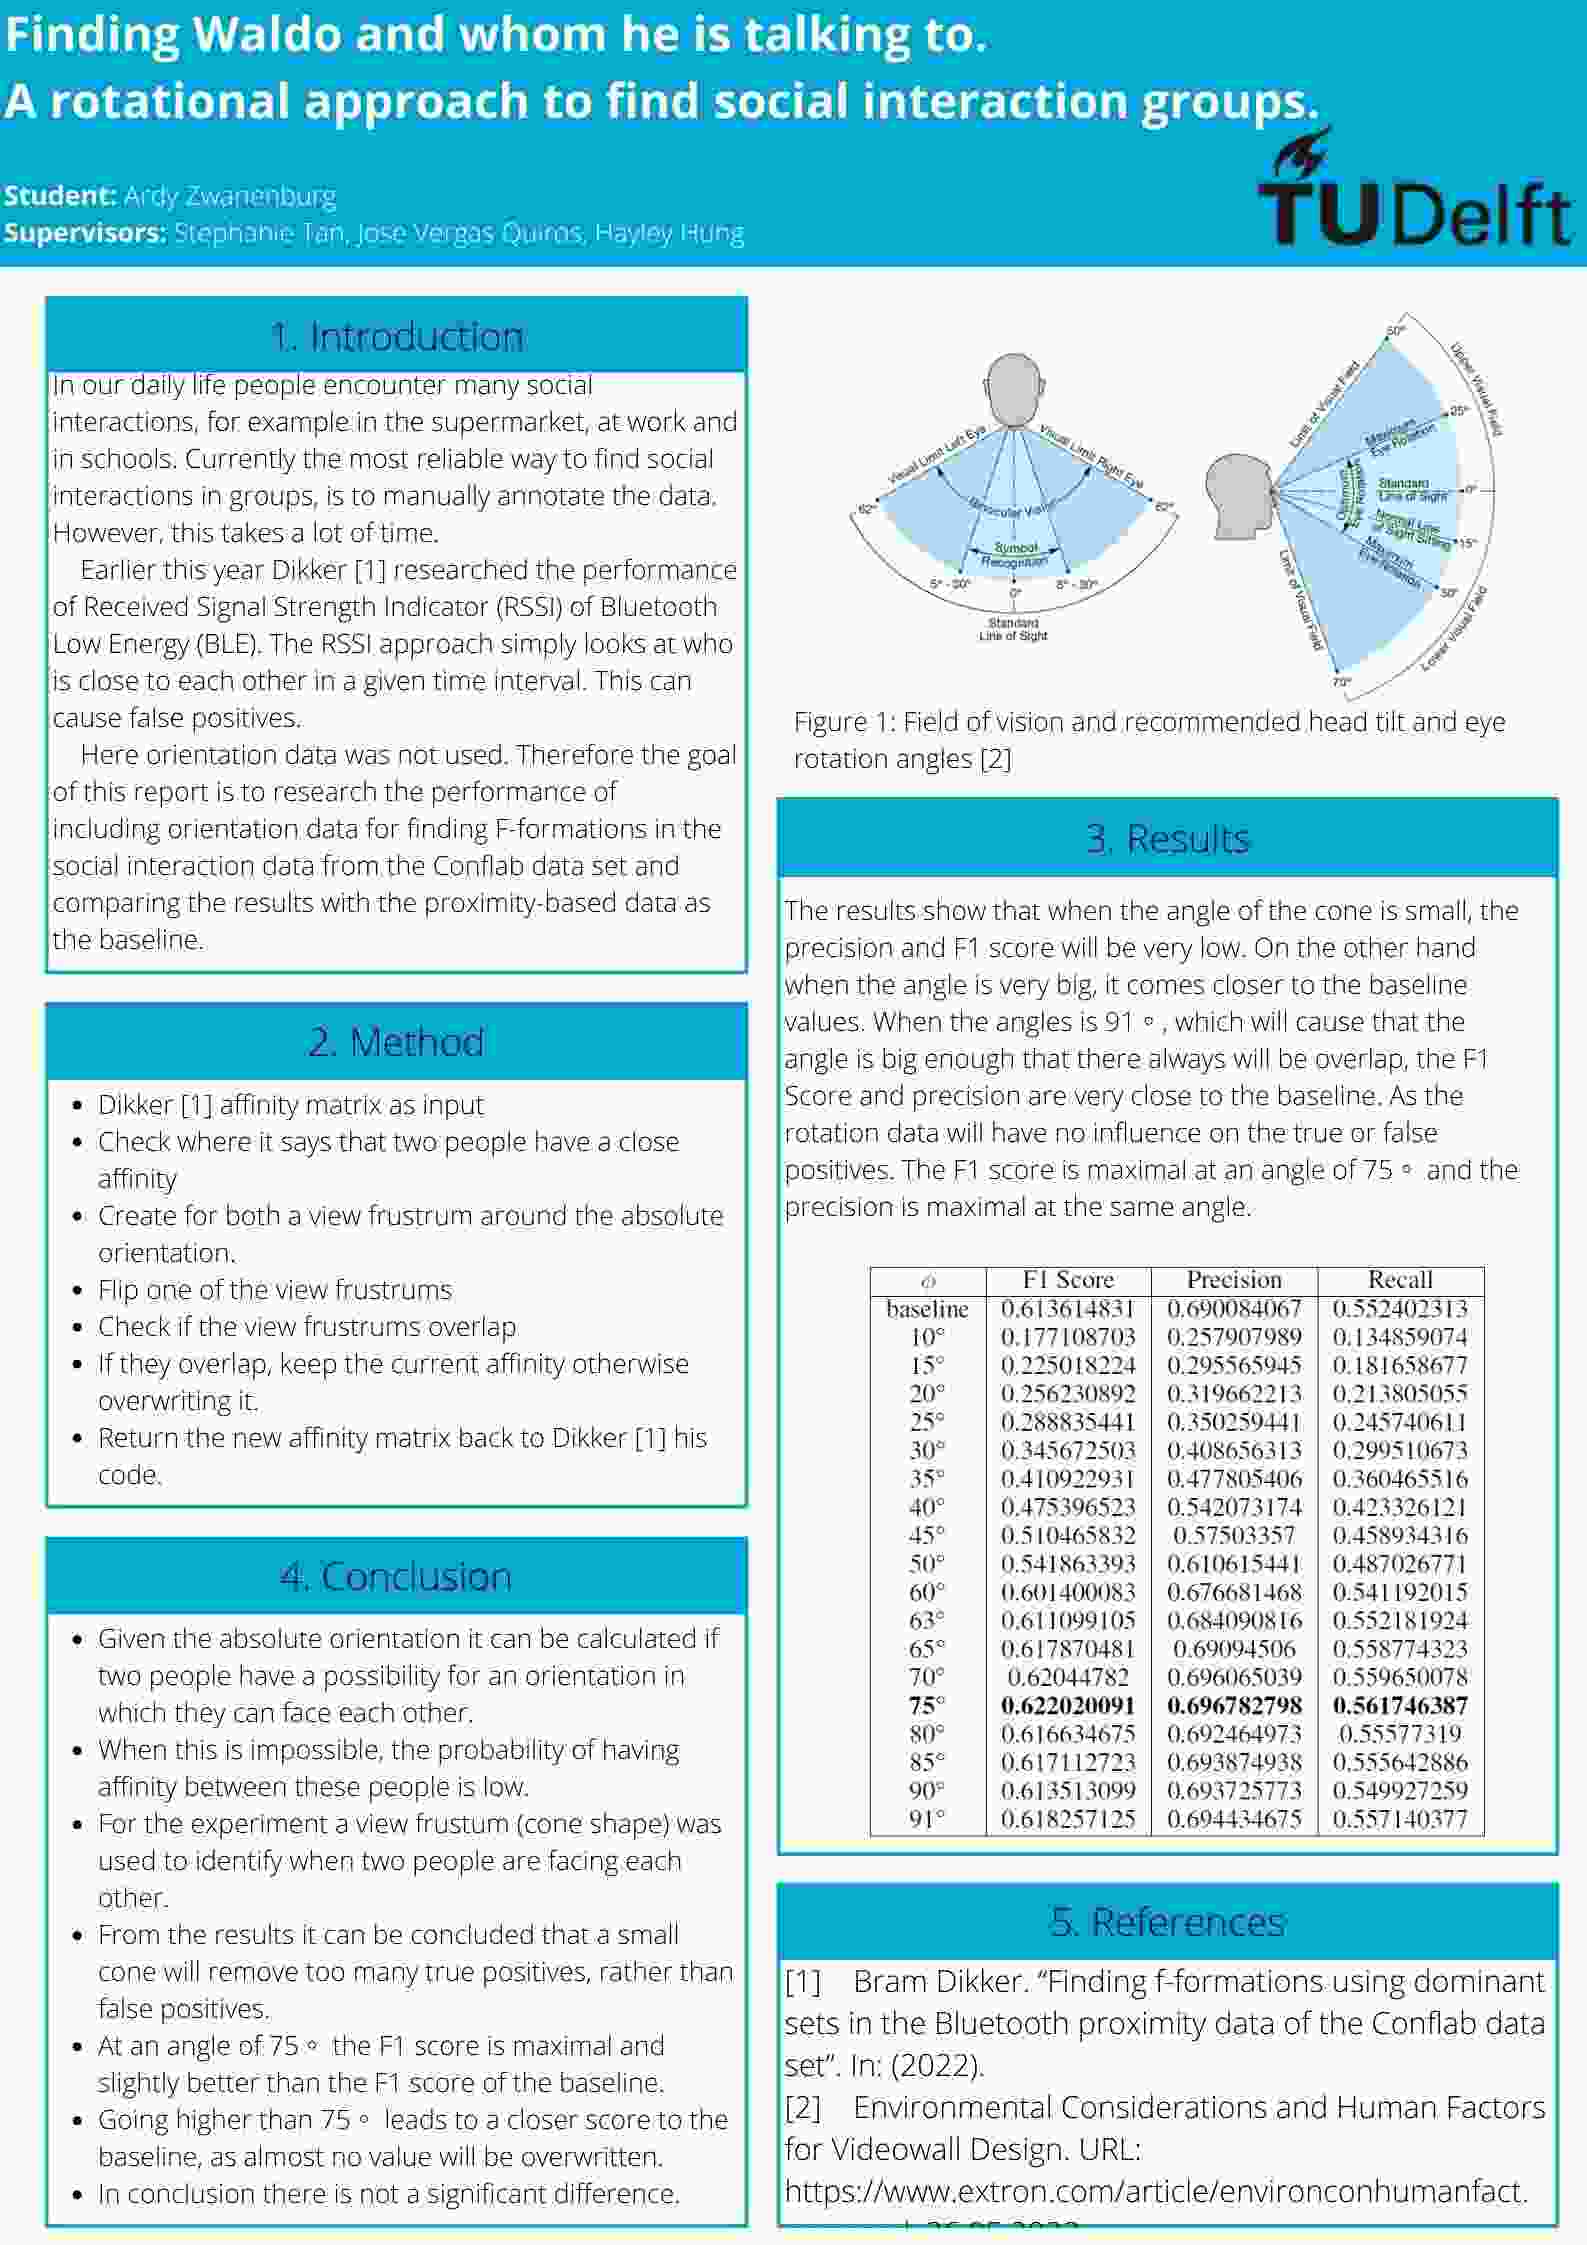 Finding Waldo and whom he is talking to.
A rotational approach to find social interaction groups.
Student: Ardy Zwanenburg
Supervisors: Stephanie Tan, Jose Vergas Quiros, Hayley Hung
TU Delft
1. Introduction
In our daily life people encounter many social
interactions, for example in the supermarket, at work and
in schools. Currently the most reliable way to find social
interactions in groups, is to manually annotate the data.
However, this takes a lot of time.
Earlier this year Dikker [1] researched the performance
of Received Signal Strength Indicator (RSSI) of Bluetooth
Low Energy (BLE). The RSSI approach simply looks at who
is close to each other in a given time interval. This can
cause false positives.
Here orientation data was not used. Therefore the goal
of this report is to research the performance of
including orientation data for finding F-formations in the
social interaction data from the Conflab data set and
comparing the results with the proximity-based data as
the baseline.
2. Method
• Dikker [1] affinity matrix as input
• Check where it says that two people have a close
affinity
• Create for both a view frustrum around the absolute
orientation.
• Flip one of the view frustrums
• Check if the view frustrums overlap
• If they overlap, keep the current affinity otherwise
overwriting it.
• Return the new affinity matrix back to Dikker [1] his
code.
4. Conclusion
• Given the absolute orientation it can be calculated if
two people have a possibility for an orientation in
which they can face each other.
• When this is impossible, the probability of having
affinity between these people is low.
• For the experiment a view frustum (cone shape) was
used to identify when two people are facing each
other.
• From the results it can be concluded that a small
cone will remove too many true positives, rather than
false positives.
• At an angle of 75 ∘ the F1 score is maximal and
slightly better than the F1 score of the baseline.
• Going higher than 75 ∘ leads to a closer score to the
baseline, as almost no value will be overwritten.
• In conclusion there is not a significant difference.
Visual Limit Left Eye
Visual Limit Right Eye
62°
62°
Binocular Vision
Symbol
Recognition
5° - 30°
0°
5° - 30°
Standard
Line of Sight
50°
Upper Visual Field
Limit of Visual Field
25°
Maximum
Eye Rotation
Optimum
Eye Rotation
Standard
Line of Sight
0°
Normal Line
of Sight Sitting
15°
Maximum
Eye Rotation
30°
Limit of Visual Field
Lower Visual Field
70°
Figure 1: Field of vision and recommended head tilt and eye
rotation angles [2]
3. Results
The results show that when the angle of the cone is small, the
precision and F1 score will be very low. On the other hand
when the angle is very big, it comes closer to the baseline
values. When the angles is 91 ∘ , which will cause that the
angle is big enough that there always will be overlap, the F1
Score and precision are very close to the baseline. As the
rotation data will have no influence on the true or false
positives. The F1 score is maximal at an angle of 75 ∘ and the
precision is maximal at the same angle.
ϕ F1 Score Precision Recall
baseline 0.613614831 0.690084067 0.552402313
10° 0.177108703 0.257907989 0.134859074
15° 0.225018224 0.295565945 0.181658677
20° 0.256230892 0.319662213 0.213805055
25° 0.288835441 0.350259441 0.245740611
30° 0.345672503 0.408656313 0.299510673
35° 0.410922931 0.477805406 0.360465516
40° 0.475396523 0.542073174 0.423326121
45° 0.510465832 0.57503357 0.458934316
50° 0.541863393 0.610615441 0.487026771
60° 0.601400083 0.676681468 0.541192015
63° 0.611099105 0.684090816 0.552181924
65° 0.617870481 0.69094506 0.558774323
70° 0.62044782 0.696065039 0.559650078
75° 0.622020091 0.696782798 0.561746387
80° 0.616634675 0.692464973 0.55577319
85° 0.617112723 0.693874938 0.555642886
90° 0.613513099 0.693725773 0.549927259
91° 0.618257125 0.694434675 0.557140377
5. References
[1] Bram Dikker. “Finding f-formations using dominant
sets in the Bluetooth proximity data of the Conflab data
set”. In: (2022).
[2] Environmental Considerations and Human Factors
for Videowall Design. URL:
https://www.extron.com/article/environconhumanfact.